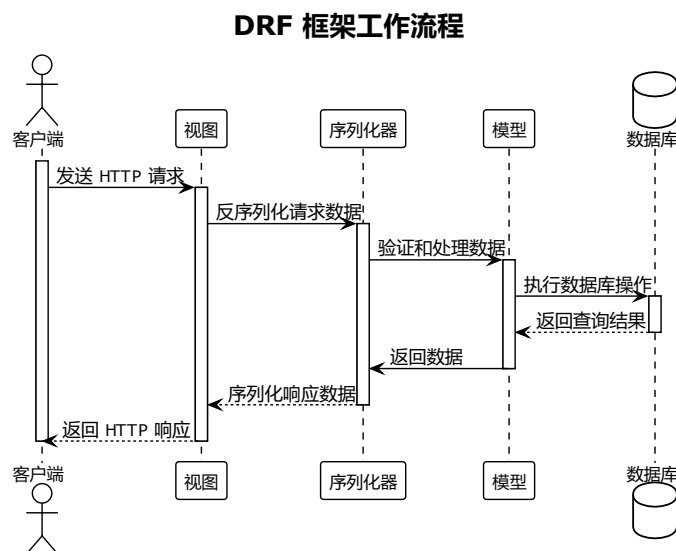 DRF 框架工作流程
客户端
视图
序列化器
模型
数据库
发送 HTTP 请求
反序列化请求数据
验证和处理数据
执行数据库操作
返回查询结果
返回数据
序列化响应数据
返回 HTTP 响应
客户端
视图
序列化器
模型
数据库